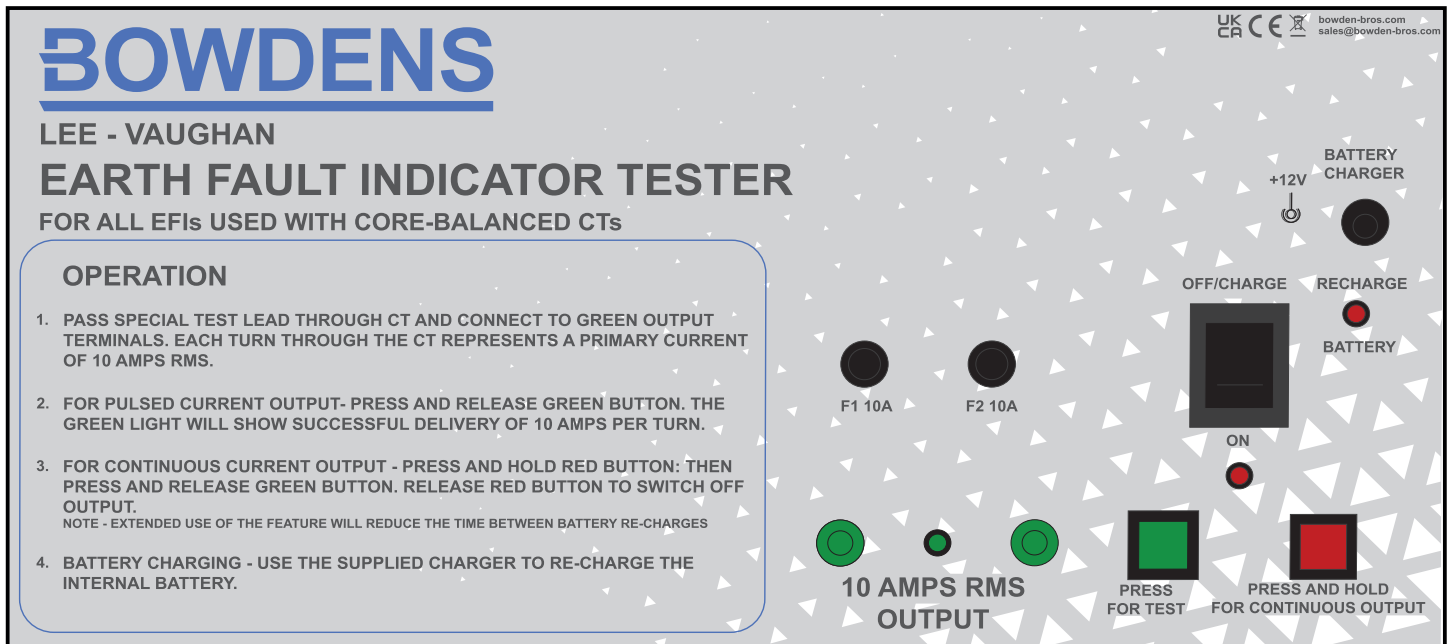 BOWDENS
LEE - VAUGHAN
EARTH FAULT INDICATOR TESTER
FOR ALL EFIs USED WITH CORE-BALANCED CTs
OPERATION
1. PASS SPECIAL TEST LEAD THROUGH CT AND CONNECT TO GREEN OUTPUT
TERMINALS. EACH TURN THROUGH THE CT REPRESENTS A PRIMARY CURRENT
OF 10 AMPS RMS.
2. FOR PULSED CURRENT OUTPUT- PRESS AND RELEASE GREEN BUTTON. THE
GREEN LIGHT WILL SHOW SUCCESSFUL DELIVERY OF 10 AMPS PER TURN.
3. FOR CONTINUOUS CURRENT OUTPUT - PRESS AND HOLD RED BUTTON: THEN
PRESS AND RELEASE GREEN BUTTON. RELEASE RED BUTTON TO SWITCH OFF
OUTPUT.
NOTE - EXTENDED USE OF THE FEATURE WILL REDUCE THE TIME BETWEEN BATTERY RE-CHARGES
4. BATTERY CHARGING - USE THE SUPPLIED CHARGER TO RE-CHARGE THE
INTERNAL BATTERY.
UK
CA CE
bowden-bros.com
sales@bowden-bros.com
BATTERY
CHARGER
+12V
OFF/CHARGE
RECHARGE
BATTERY
ON
F1 10A
F2 10A
10 AMPS RMS
OUTPUT
PRESS
FOR TEST
PRESS AND HOLD
FOR CONTINUOUS OUTPUT